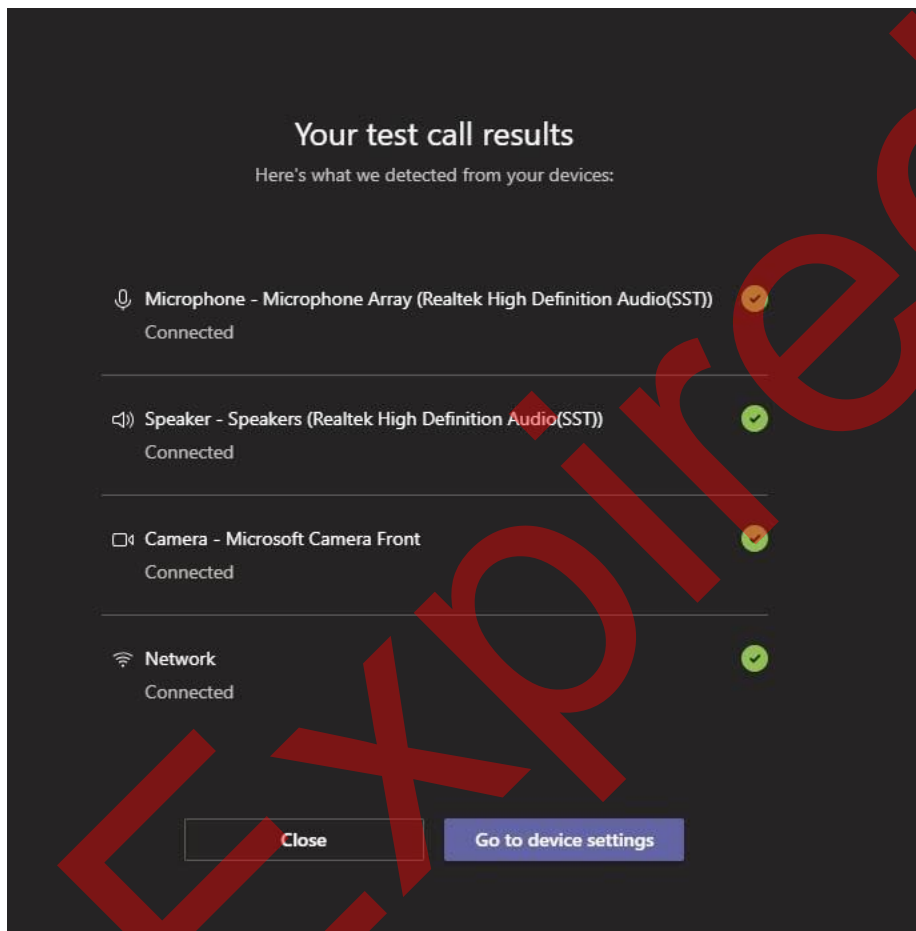 Your test call results
Here's what we detected from your devices:
Microphone - Microphone Array (Realtek High Definition Audio(SST))
Connected
Speaker - Speakers (Realtek High Definition Audio(SST))
Connected
Camera - Microsoft Camera Front
Connected
Network
Connected
Close
Go to device settings
Expired